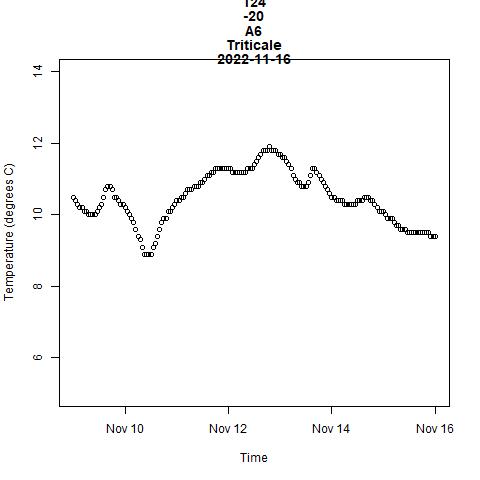 124
-20
A6
Triticale
2022-11-16
14
12
10
8
6
Temperature (degrees C)
Nov 10
Nov 12
Nov 14
Nov 16
Time